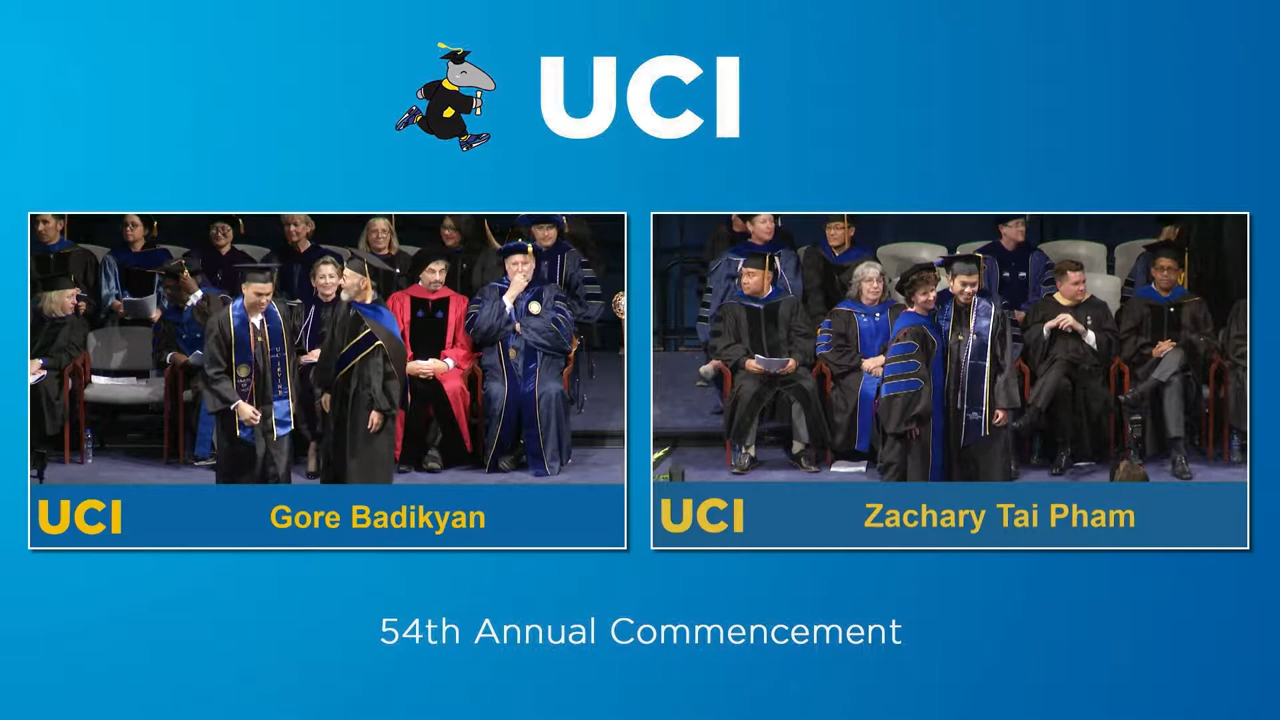 UCI
UCI
Gore Badikyan
UCI
Zachary Tai Pham
54th Annual Commencement